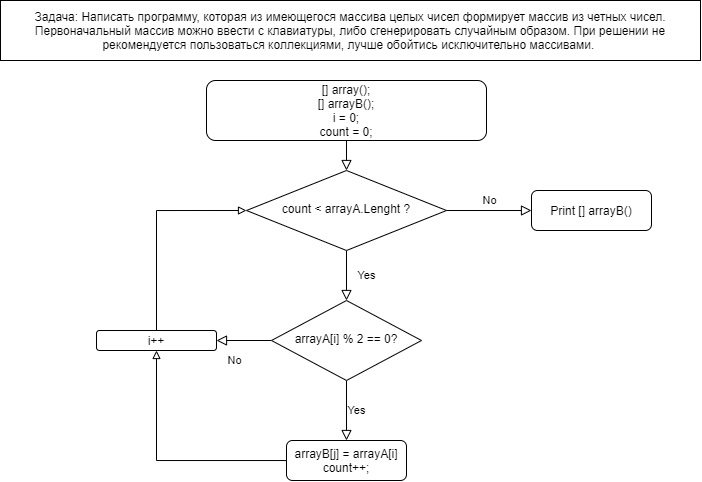 Задача: Написать программу, которая из имеющегося массива целых чисел формирует массив из четных чисел.
Первоначальный массив можно ввести с клавиатуры, либо сгенерировать случайным образом. При решении не
рекомендуется пользоваться коллекциями, лучше обойтись исключительно массивами.
[] array();
[] arrayB();
i = 0;
count = 0;
count < arrayA.Lenght ?
No
Print [] arrayB()
Yes
arrayA[i] % 2 == 0?
i++
No
Yes
arrayB[j] = arrayA[i]
count++;